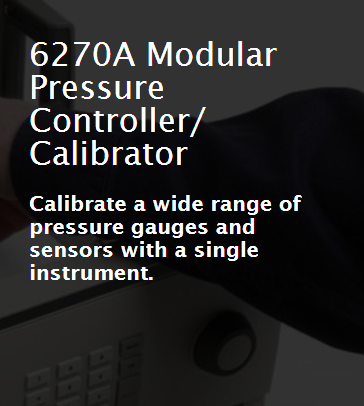 6270A Modular
Pressure
Controller/
Calibrator
Calibrate a wide range of
pressure gauges and
sensors with a single
instrument.